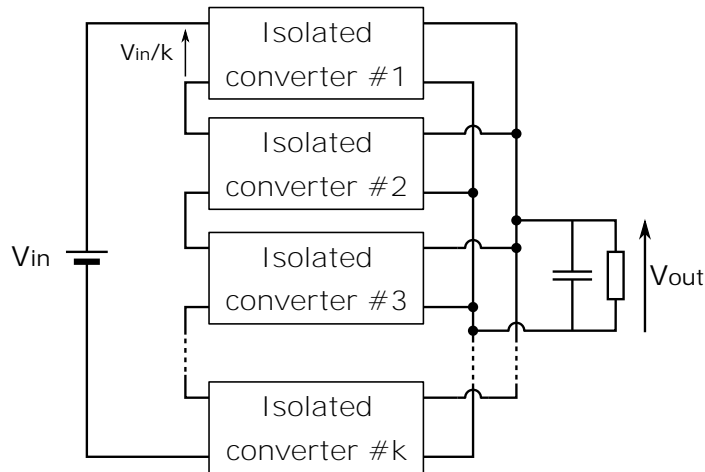 Isolated
converter #1
Vin/k
Isolated
converter #2
Isolated
converter #3
Vin
Vout
Isolated
converter #k